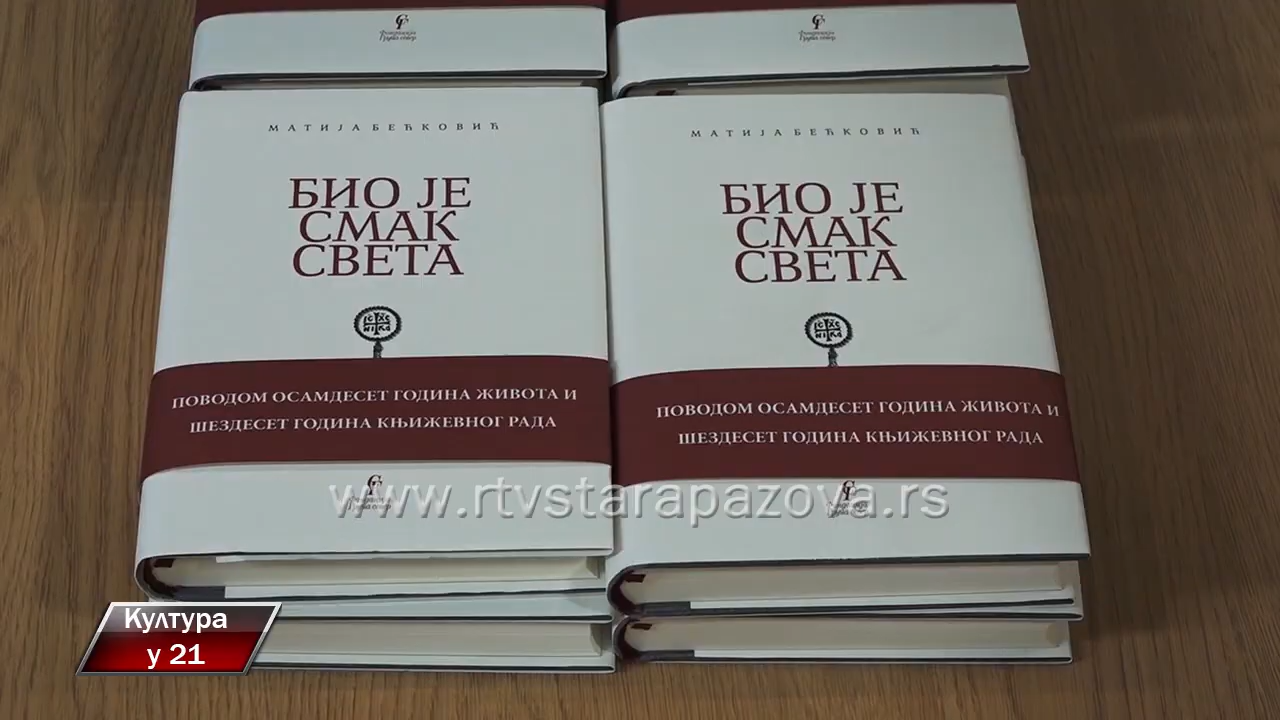 МАТИЈА БЕЋКОВИЋ
БИО ЈЕ
СМАК
СВЕТА
ПОВОДОМ ОСАМДЕСЕТ ГОДИНА ЖИВОТА И
ШЕЗДЕСЕТ ГОДИНА КЊИЖЕВНОГ РАДА
МАТИЈА БЕЋКОВИЋ
БИО ЈЕ
СМАК
СВЕТА
ПОВОДОМ ОСАМДЕСЕТ ГОДИНА ЖИВОТА И
ШЕЗДЕСЕТ ГОДИНА КЊИЖЕВНОГ РАДА
www.rtvstarapazova.rs
Култура
у 21